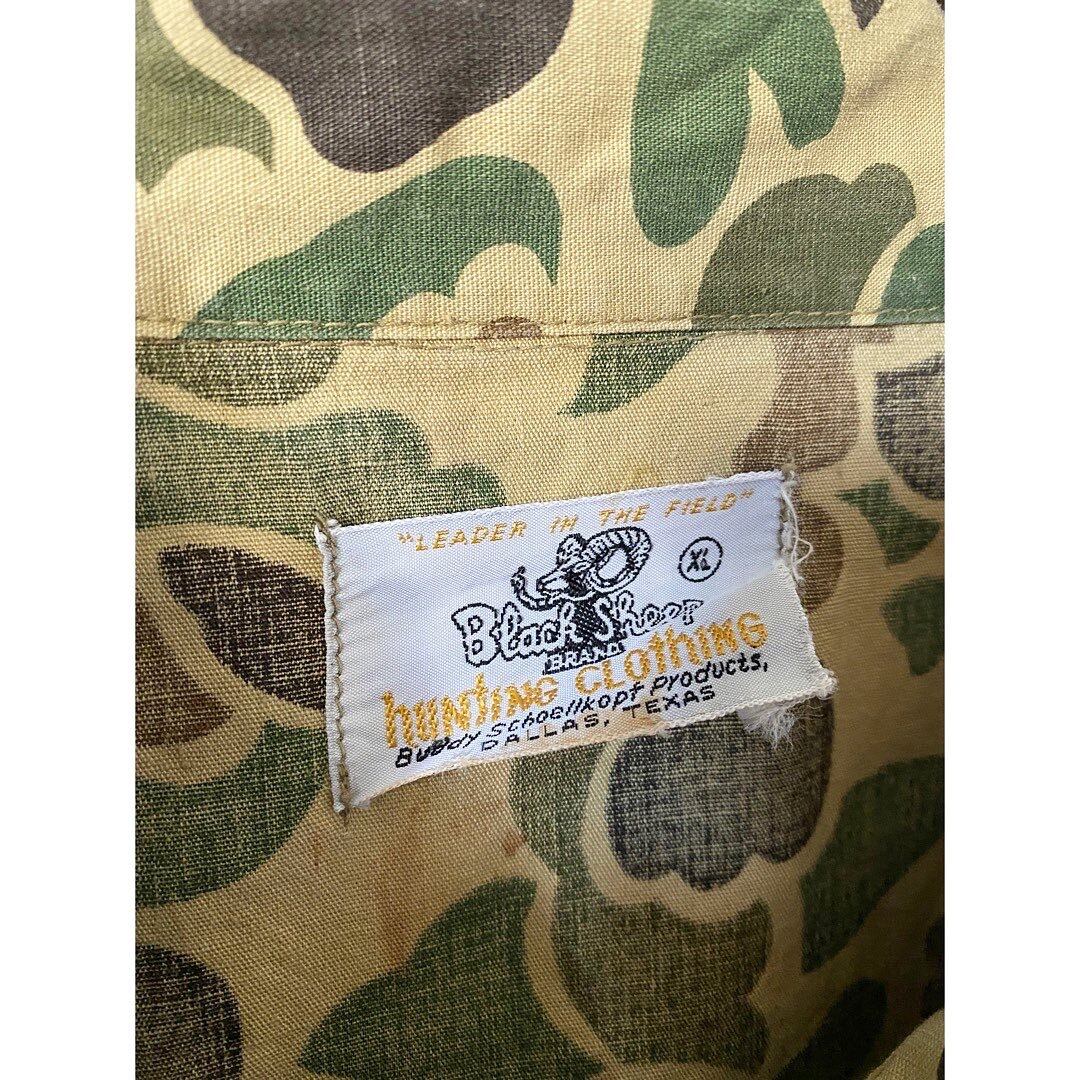 "LEADER IN THE FIELD"
XL
Black Sheep
BRAND
hUNtING CLOthING
Buddy Schoellkopf Products,
DALLAS, TEXAS